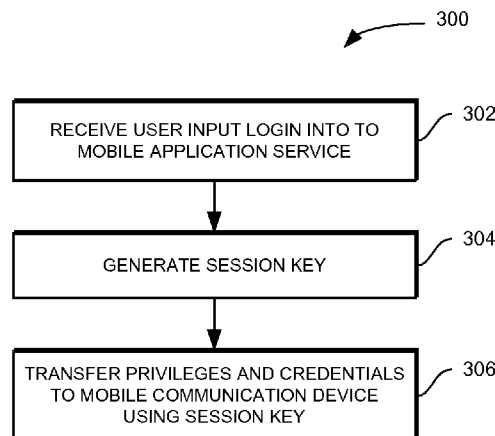 300
RECEIVE USER INPUT LOGIN INTO TO
MOBILE APPLICATION SERVICE
302
GENERATE SESSION KEY
304
TRANSFER PRIVILEGES AND CREDENTIALS
TO MOBILE COMMUNICATION DEVICE
USING SESSION KEY
306